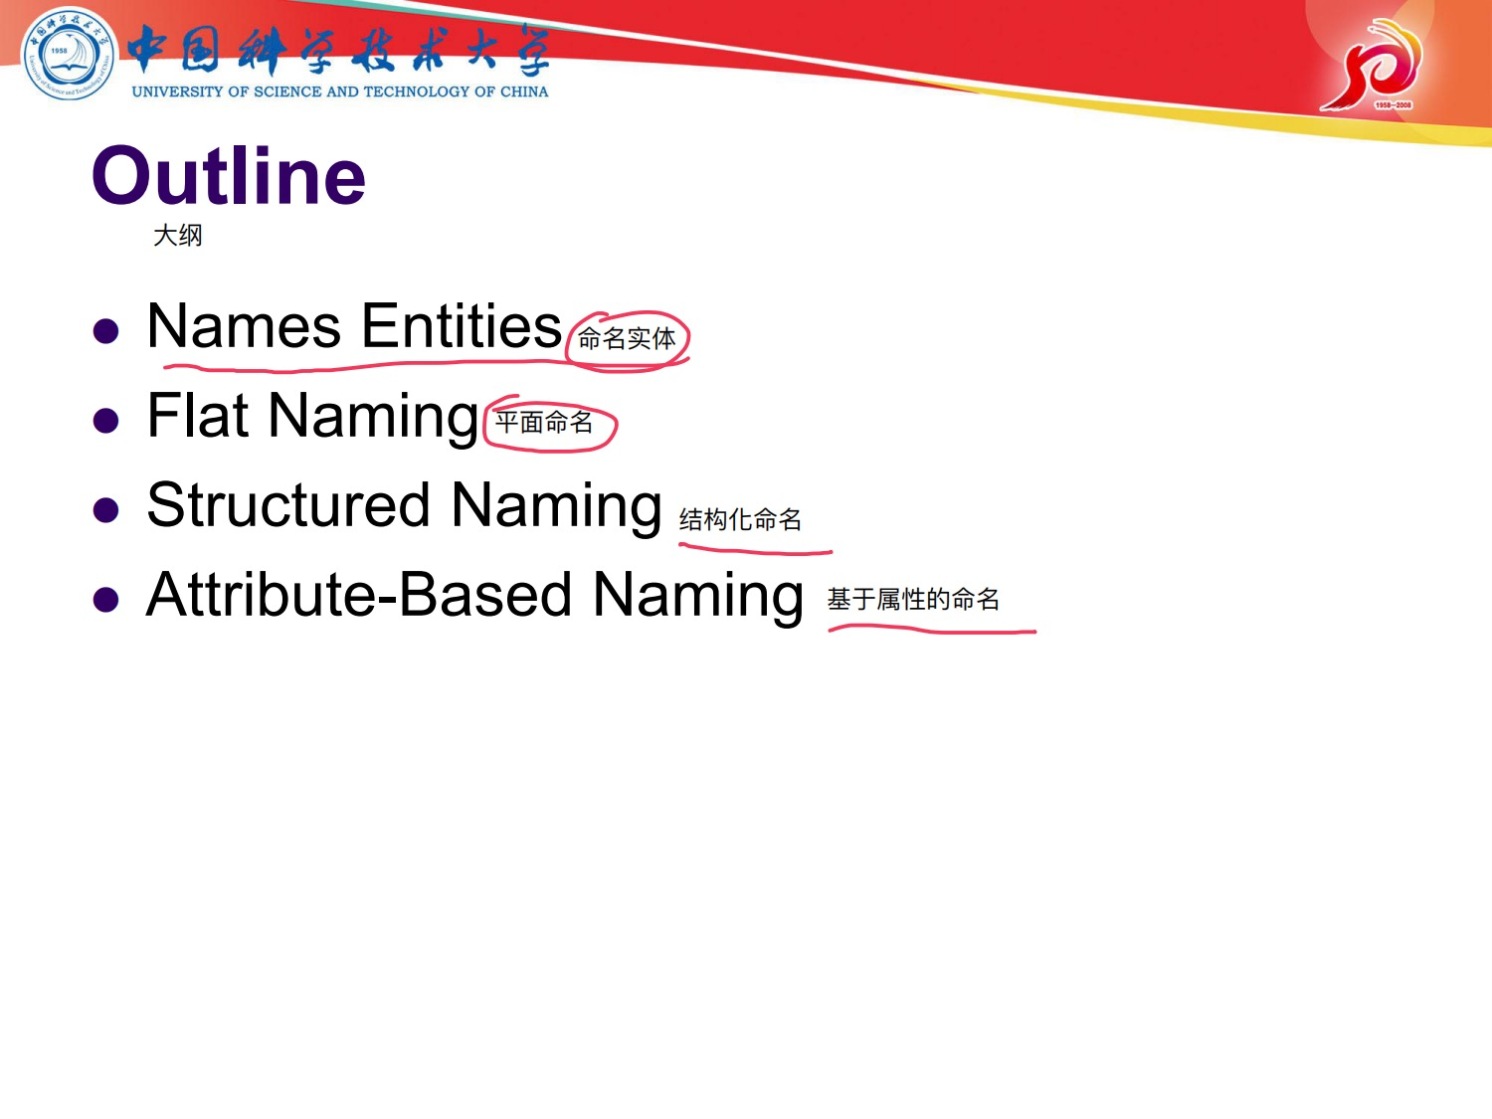 中国科学技术大学
UNIVERSITY OF SCIENCE AND TECHNOLOGY OF CHINA
1958
1958-2008
Outline
大纲
Names Entities 命名实体
Flat Naming 平面命名
Structured Naming 结构化命名
Attribute-Based Naming 基于属性的命名